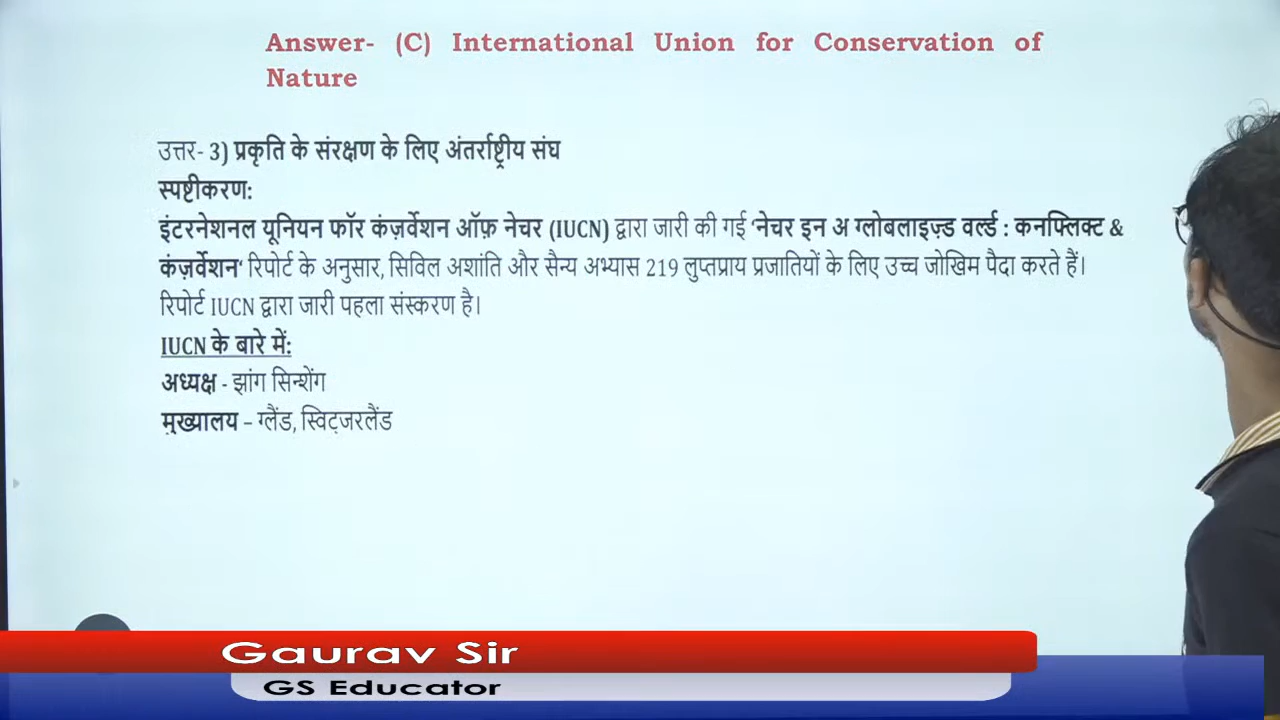 Answer- (C) International Union for Conservation of
Nature
उत्तर- 3) प्रकृति के संरक्षण के लिए अंतर्राष्ट्रीय संघ
स्पष्टीकरण:
इंटरनेशनल यूनियन फॉर कंज़र्वेशन ऑफ़ नेचर (IUCN) द्वारा जारी की गई ‘नेचर इन अ ग्लोबलाइज़्ड वर्ल्ड : कनफ्लिक्ट &
कंज़र्वेशन‘ रिपोर्ट के अनुसार, सिविल अशांति और सैन्य अभ्यास 219 लुप्तप्राय प्रजातियों के लिए उच्च जोखिम पैदा करते हैं।
रिपोर्ट IUCN द्वारा जारी पहला संस्करण है।
IUCN के बारे में:
अध्यक्ष - झांग सिन्शेंग
मुख्यालय – ग्लैंड, स्विट्जरलैंड
Gaurav Sir
GS Educator